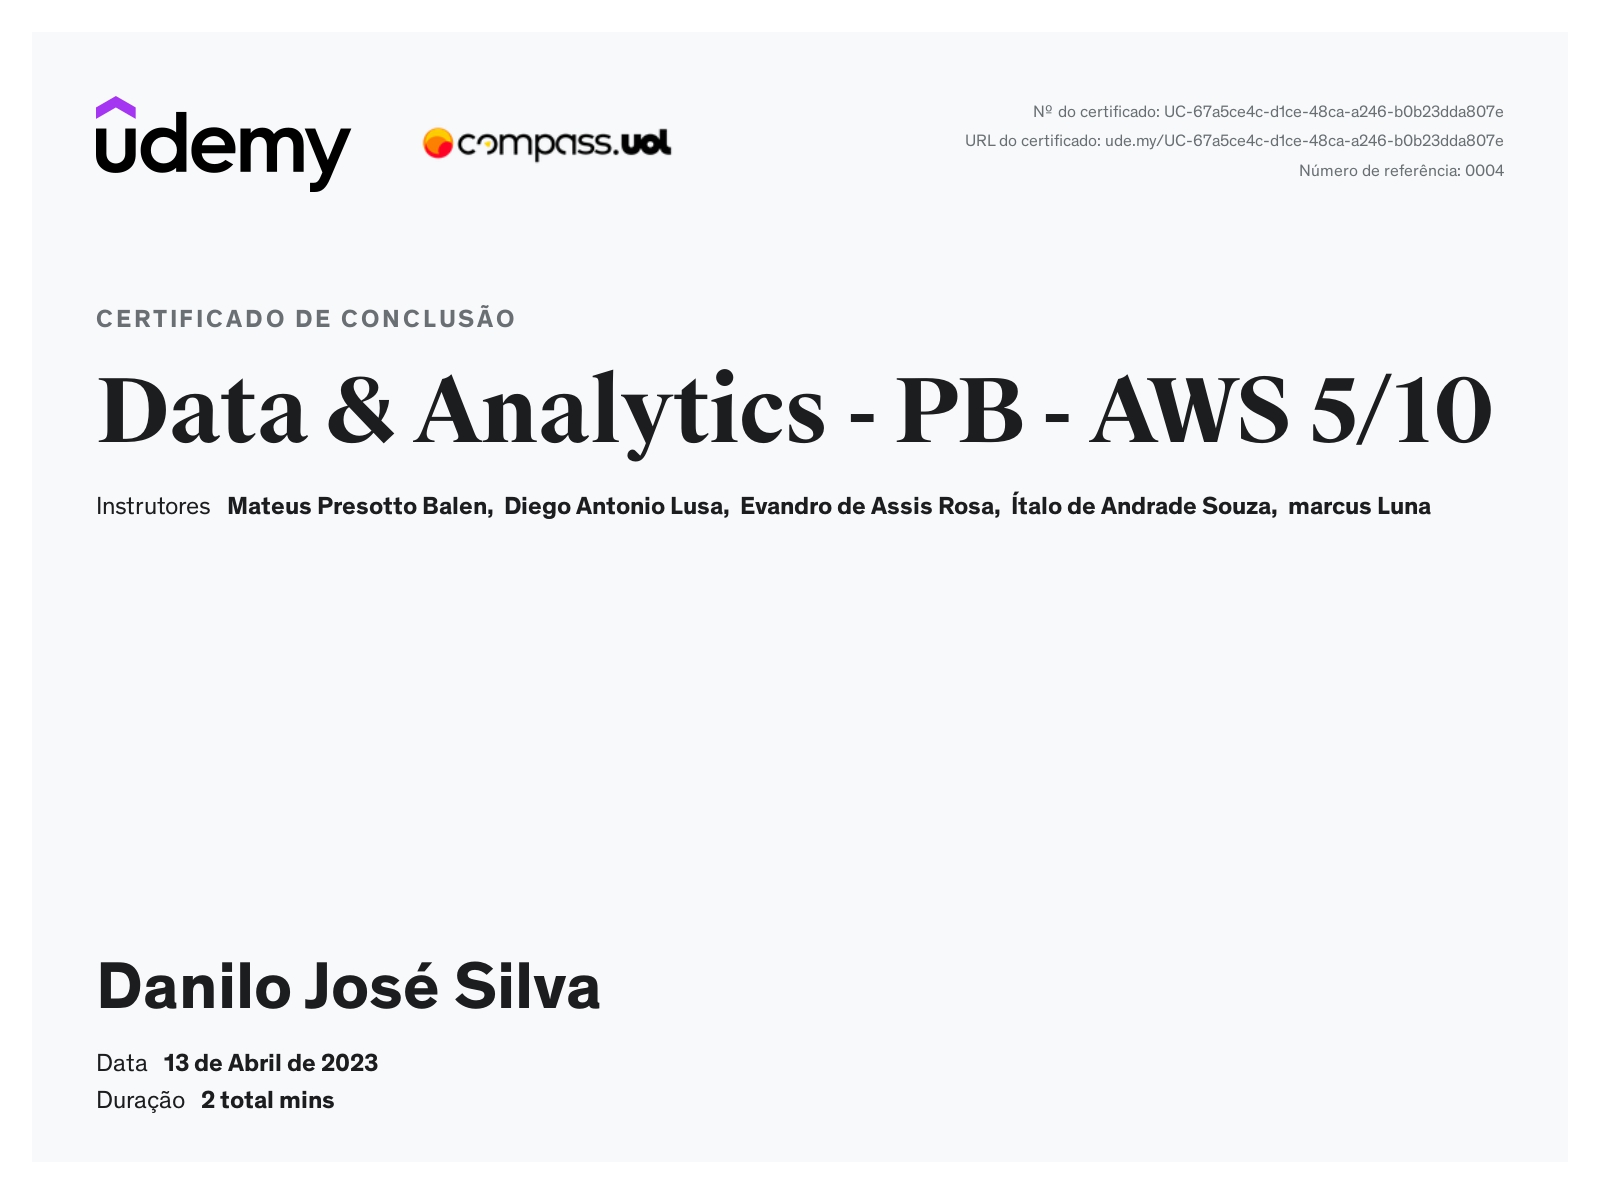 udemy
compass.uol
Nº do certificado: UC-67a5ce4c-d1ce-48ca-a246-b0b23dda807e
URL do certificado: ude.my/UC-67a5ce4c-d1ce-48ca-a246-b0b23dda807e
Número de referência: 0004
CERTIFICADO DE CONCLUSÃO
Data & Analytics - PB - AWS 5/10
Instrutores Mateus Presotto Balen, Diego Antonio Lusa, Evandro de Assis Rosa, Ítalo de Andrade Souza, marcus Luna
Danilo José Silva
Data 13 de Abril de 2023
Duração 2 total mins